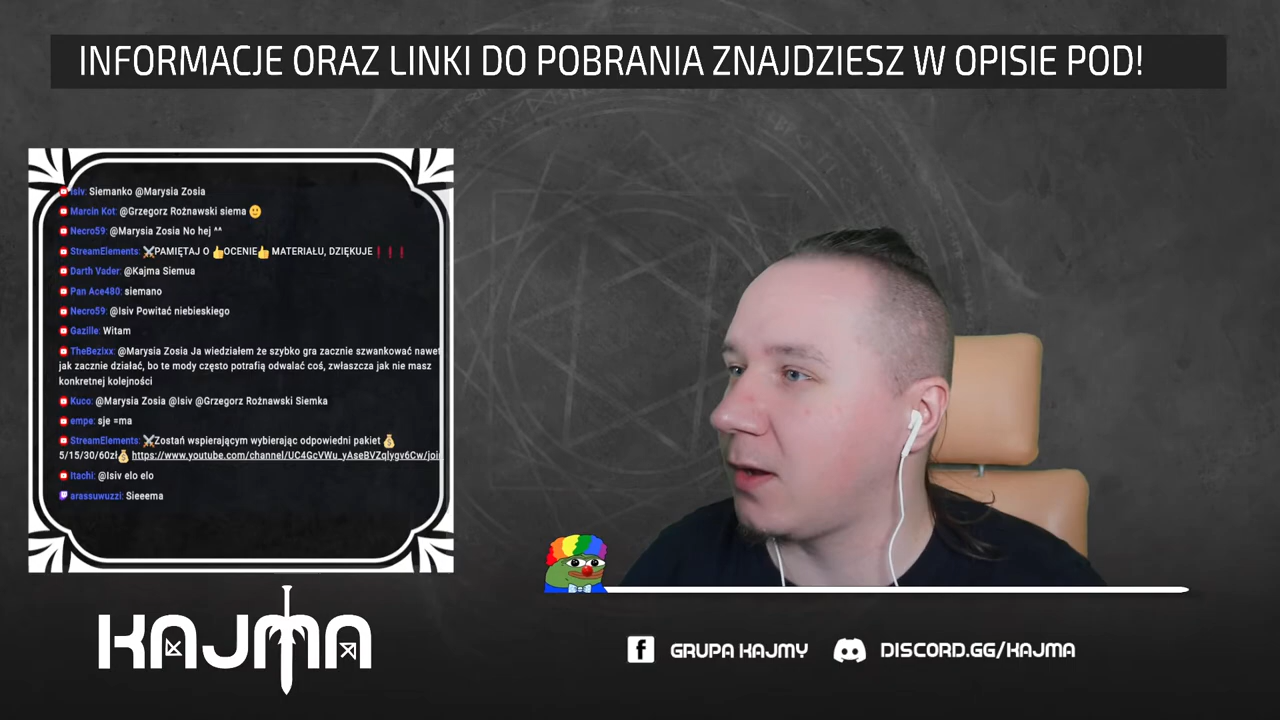 INFORMACJE ORAZ LINKI DO POBRANIA ZNAJDZIESZ W OPISIE POD!
Isiv: Siemanko @Marysia Zosia
Marcin Kot: @Grzegorz Rożnawski siema 🙂
Necro59: @Marysia Zosia No hej ^^
StreamElements: ⚔️PAMIĘTAJ O 👍OCENIE👍 MATERIAŁU, DZIĘKUJE❗❗❗
Darth Vader: @Kajma Siemua
Pan Ace480: siemano
Necro59: @Isiv Powitać niebieskiego
Gazille: Witam
TheBezixx: @Marysia Zosia Ja wiedziałem że szybko gra zacznie szwankować nawet
jak zacznie działać, bo te mody często potrafią odwalać coś, zwłaszcza jak nie masz
konkretnej kolejności
Kuco: @Marysia Zosia @Isiv @Grzegorz Rożnawski Siemka
empe: sje =ma
StreamElements: ⚔️Zostań wspierającym wybierając odpowiedni pakiet 💰
5/15/30/60zł💰 https://www.youtube.com/channel/UC4GcVWu_yAseBVZqlygv6Cw/joi
Itachi: @Isiv elo elo
arassuwuzzi: Sieeema
KAJMA
GRUPA KAJMY
DISCORD.GG/KAJMA